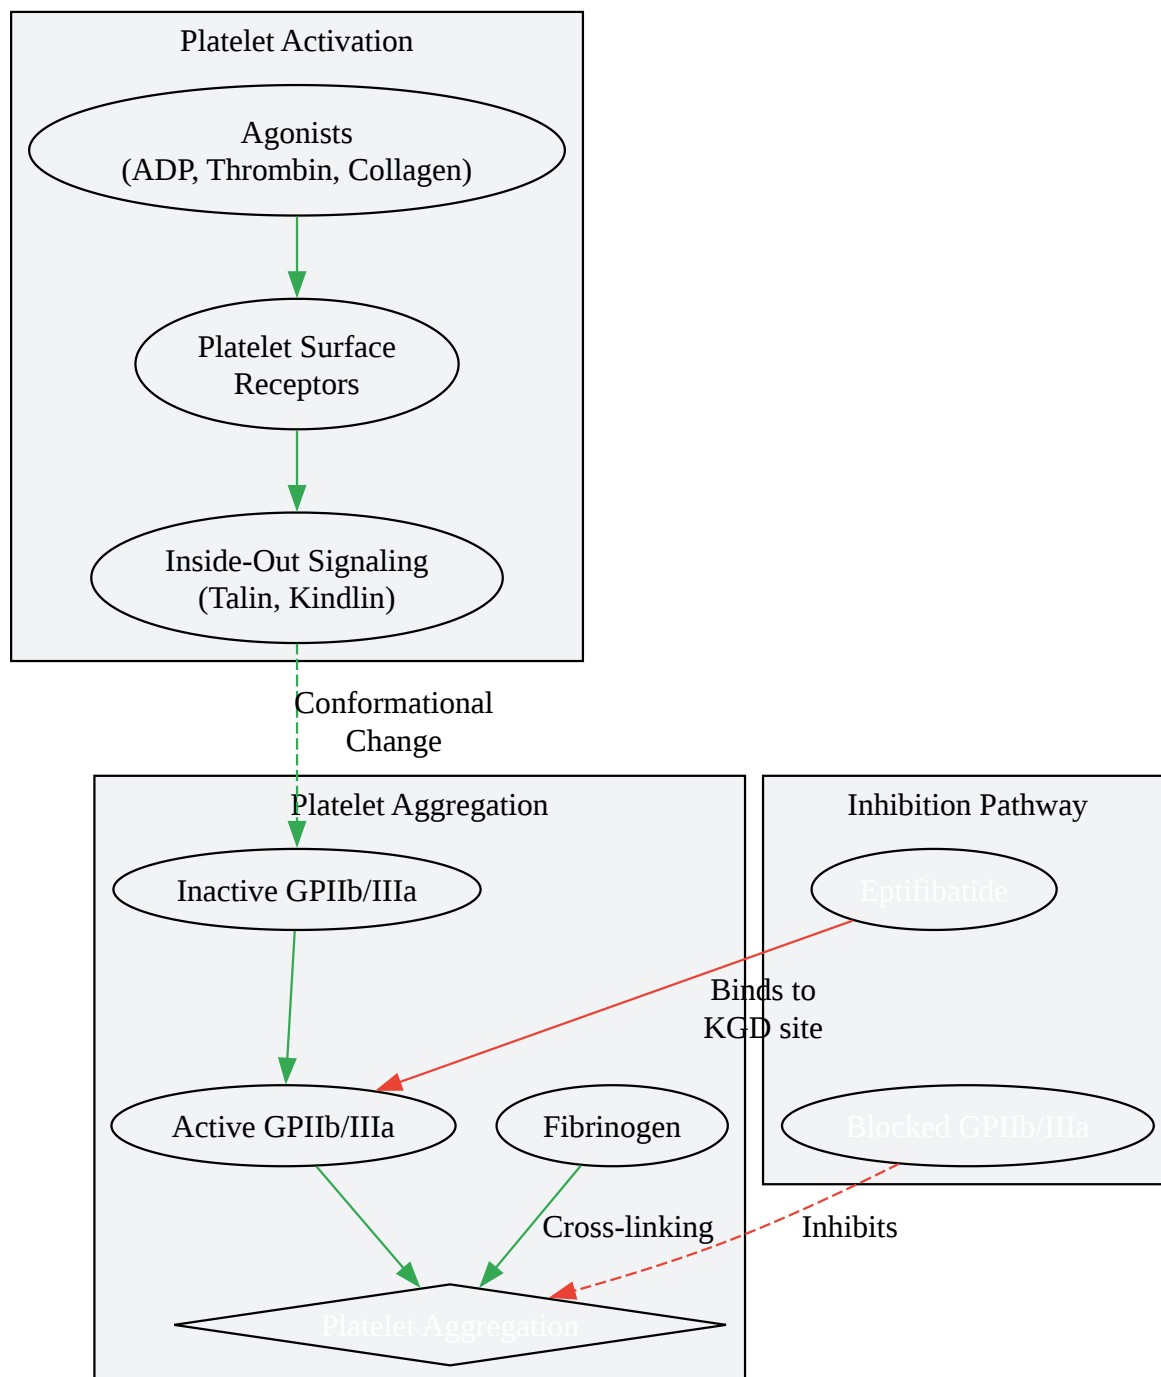 Platelet Activation
Agonists
(ADP, Thrombin, Collagen)
Platelet Surface
Receptors
Inside-Out Signaling
(Talin, Kindlin)
Conformational
Change
Platelet Aggregation
Inhibition Pathway
Inactive GPIIb/IIIa
Eptifibatide
Binds to
KGD site
Active GPIIb/IIIa
Fibrinogen
Blocked GPIIb/IIIa
Cross-linking
Inhibits
Platelet Aggregation